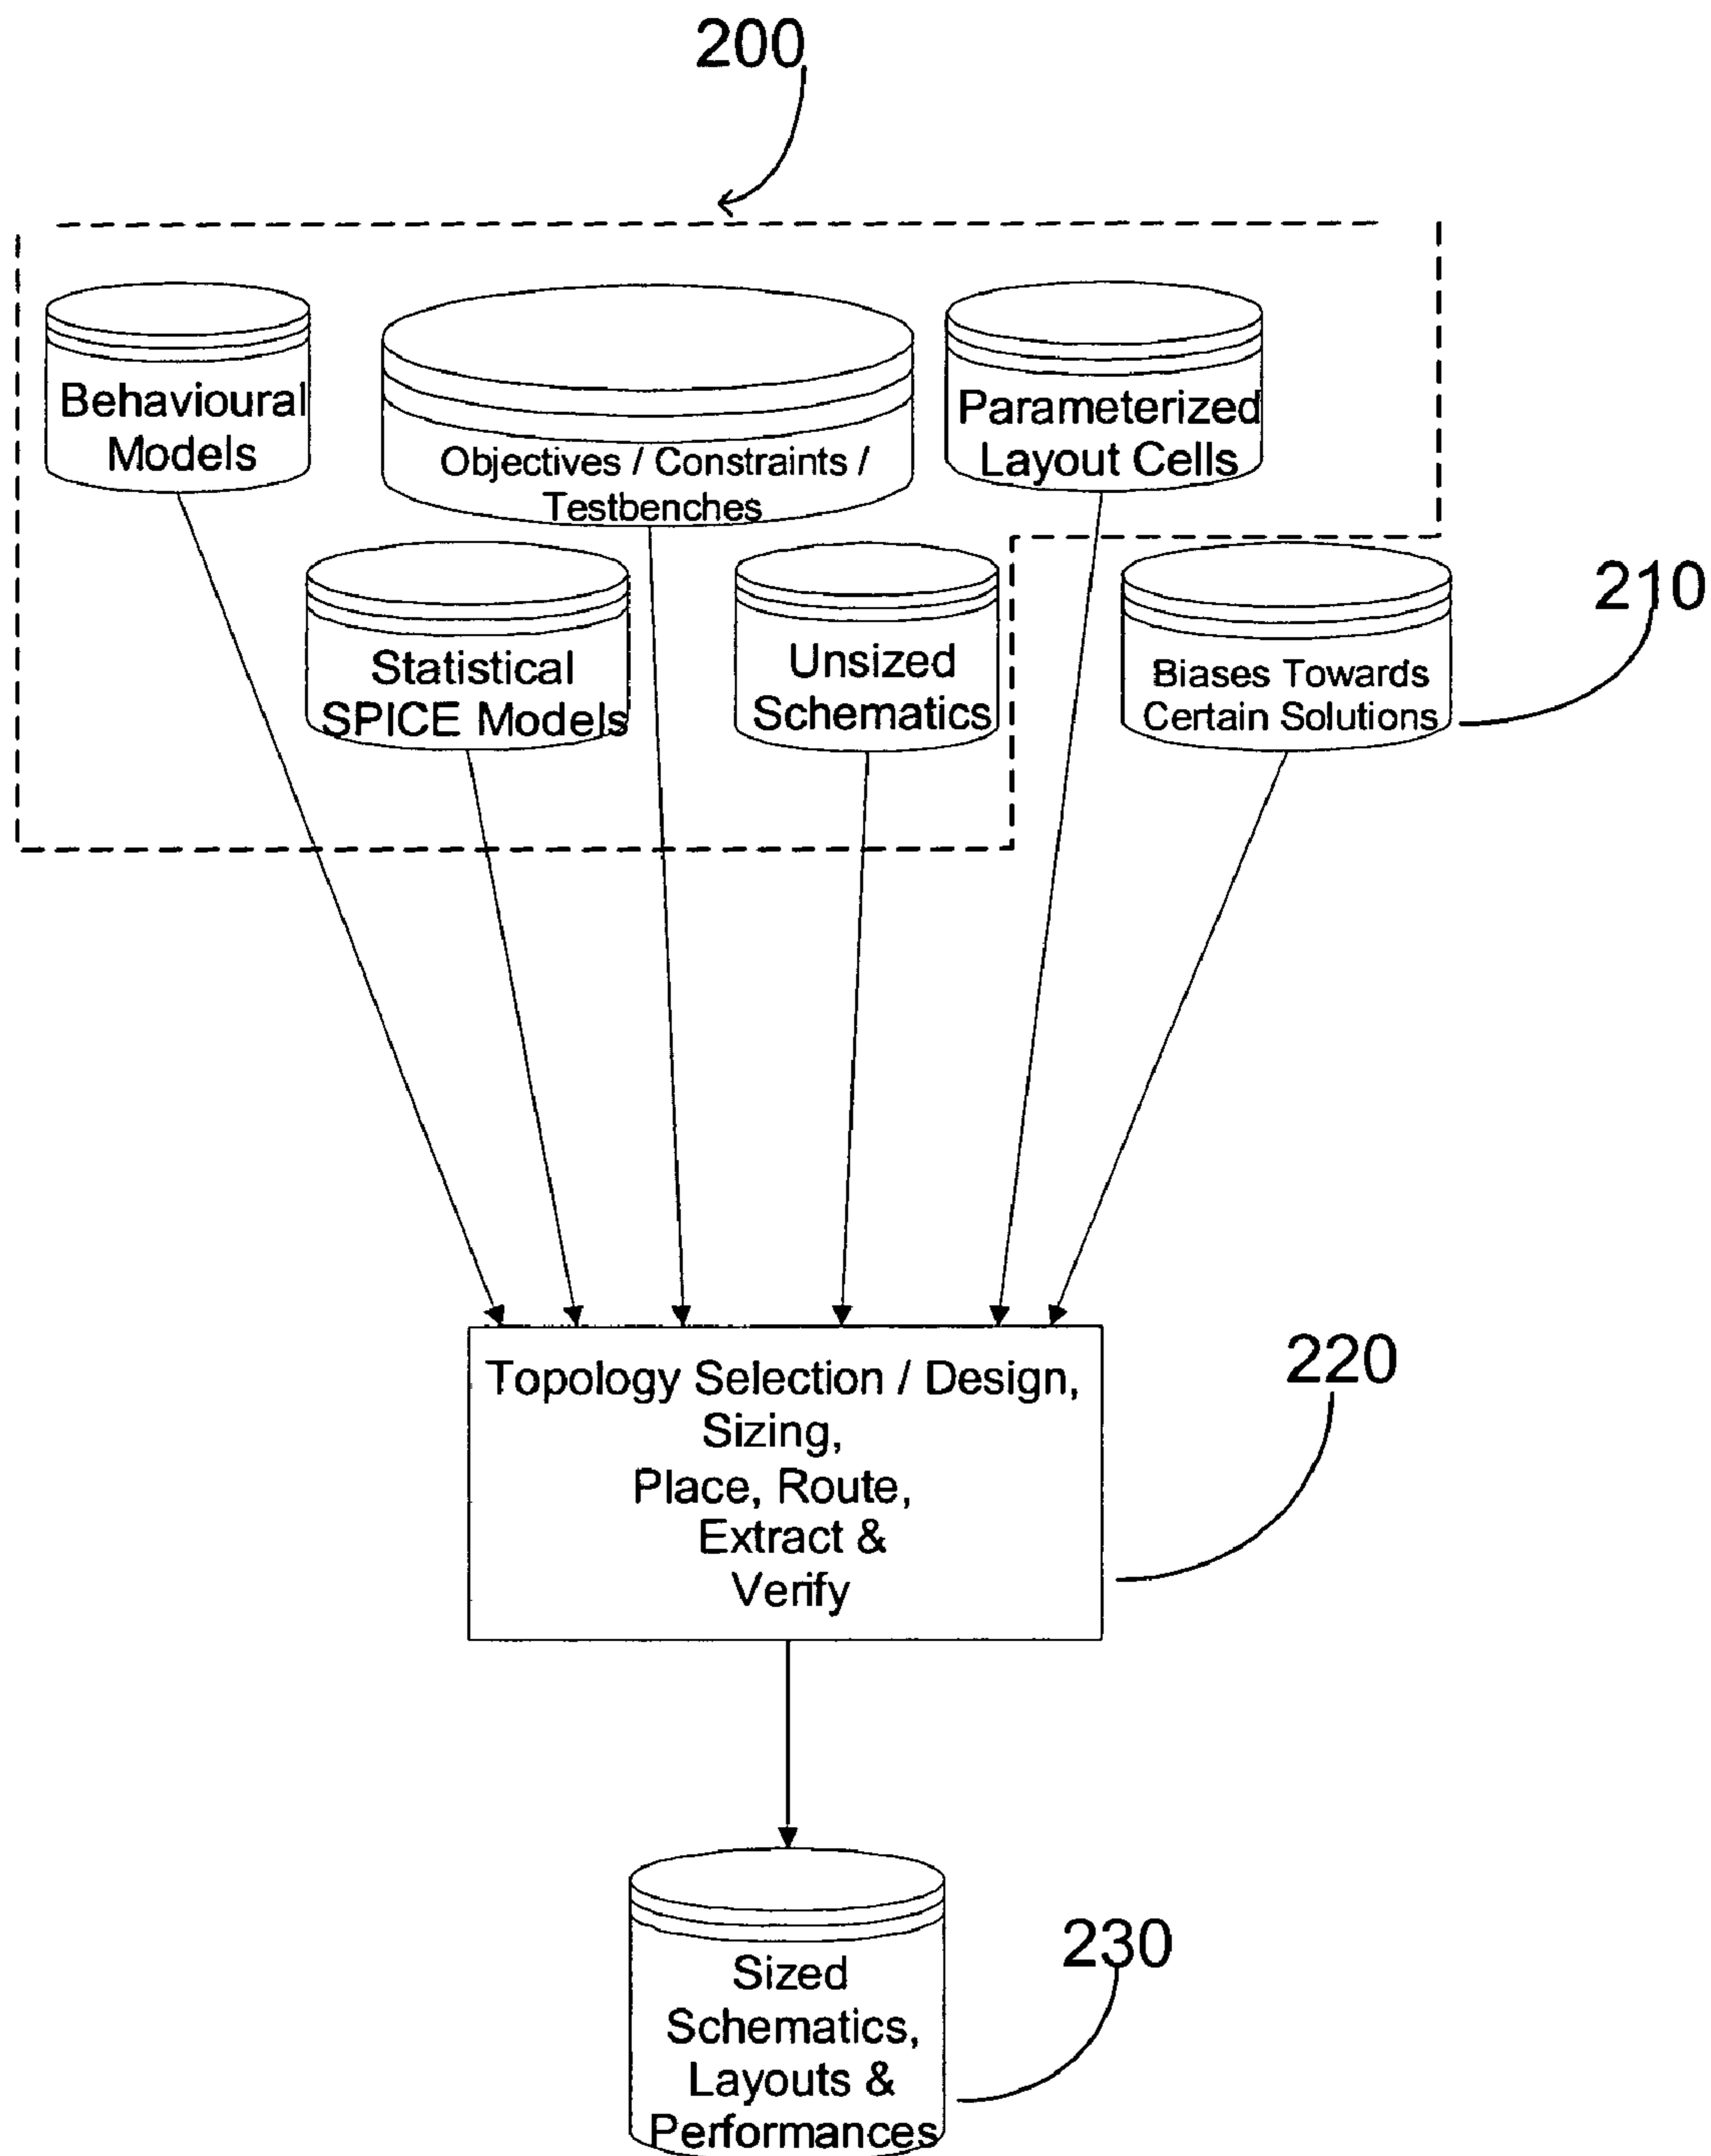 200
Behavioural
Models
Objectives / Constraints /
Testbenches
Parameterized
Layout Cells
Statistical
SPICE Models
Unsized
Schematics
Biases Towards
Certain Solutions
210
Topology Selection / Design,
Sizing,
Place, Route,
Extract &
Verify
220
Sized
Schematics,
Layouts &
Performances
230